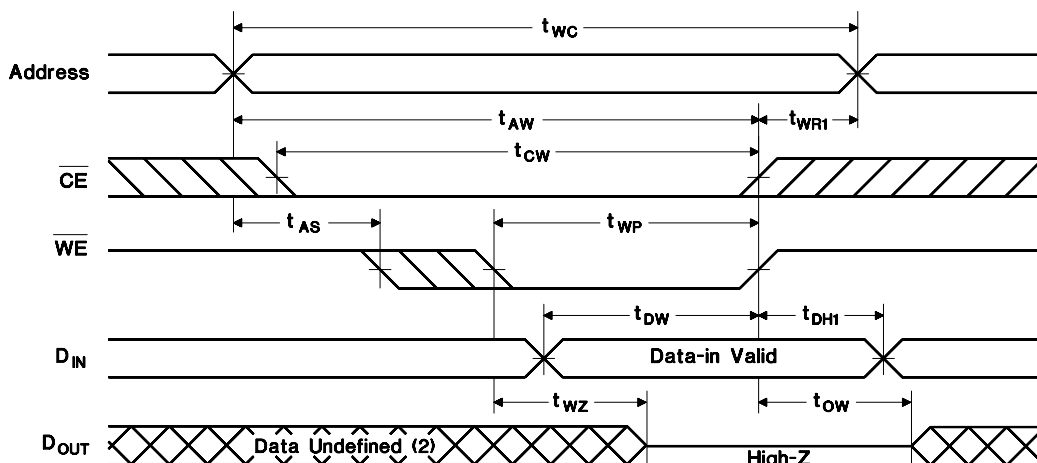 tWC
Address
tAW
tWR1
tCW
CE
tAS
tWP
WE
tDW
tDH1
DIN
Data-in Valid
tWZ
tOW
DOUT
Data Undefined (2)
High-Z